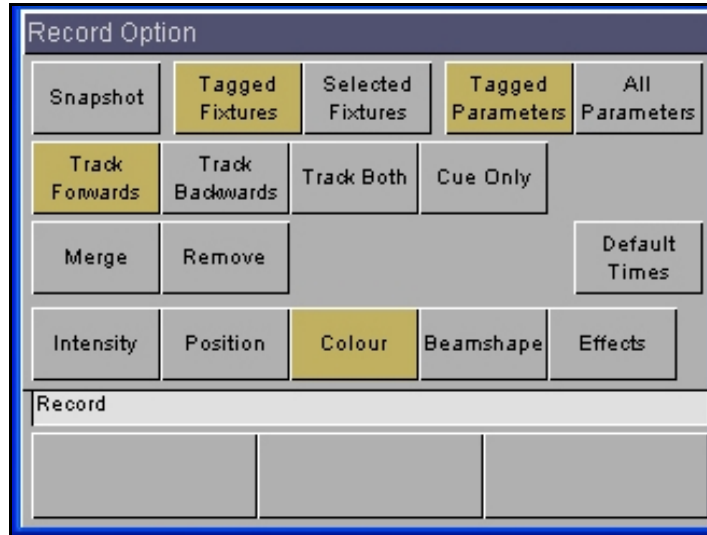 Record Option
Snapshot
Tagged
Fixtures
Selected
Fixtures
Tagged
Parameters
All
Parameters
Track
Forwards
Track
Backwards
Track Both
Cue Only
Merge
Remove
Default
Times
Intensity
Position
Colour
Beamshape
Effects
Record